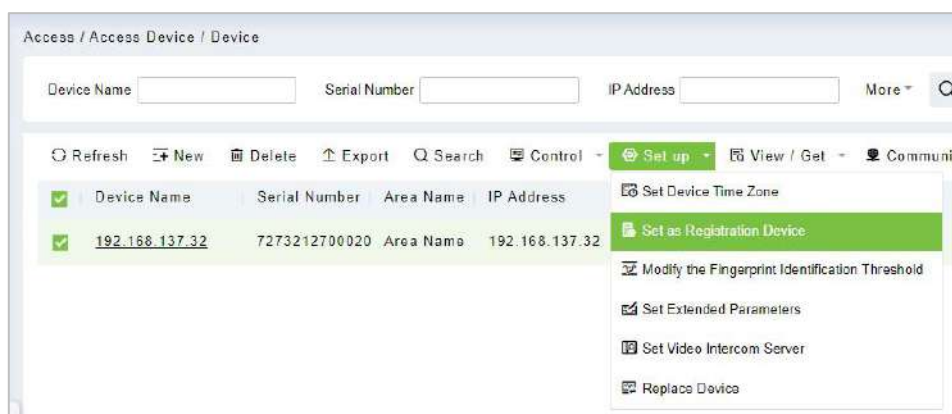 Access / Access Device / Device
Device Name Serial Number IP Address More
Refresh New Delete Export Search Control Set up View / Get Communi
Device Name Serial Number Area Name IP Address
Set Device Time Zone
192.168.137.32 7273212700020 Area Name 192.168.137.32
Set as Registration Device
Modify the Fingerprint Identification Threshold
Set Extended Parameters
Set Video Intercom Server
Replace Device